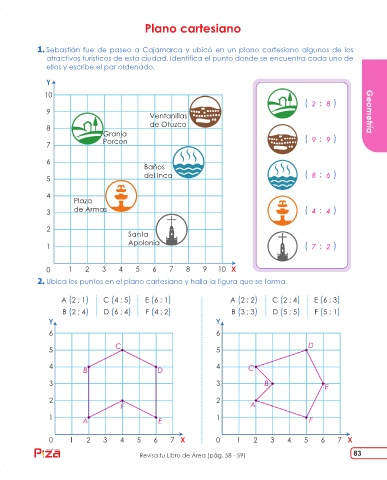 Plano cartesiano
1. Sebastián fue de paseo a Cajamarca y ubicó en un plano cartesiano algunos de los
atractivos turísticos de esta ciudad. Identifica el punto donde se encuentra cada uno de
ellos y escribe el par ordenado.
Y
10
9
8
7
6
5
4
3
2
1
0 1 2 3 4 5 6 7 8 9 10 X
Ventanillas
de Otuzco
Granja
Porcón
Baños
del Inca
Plaza
de Armas
Santa
Apolonia
( 2 ; 8 )
( 9 ; 9 )
( 8 ; 6 )
( 4 ; 4 )
( 7 ; 2 )
Geometría
2. Ubica los puntos en el plano cartesiano y halla la figura que se forma.
A (2 ; 1) C (4 ; 5) E (6 ; 1)
B (2 ; 4) D (6 ; 4) F (4 ; 2)
A (2 ; 2) C (2 ; 4) E (6 ; 3)
B (3 ; 3) D (5 ; 5) F (5 ; 1)
Y
6
5
4
3
2
1
0 1 2 3 4 5 6 7 X
C
B D
F
A E
Y
6
5
4
3
2
1
0 1 2 3 4 5 6 7 X
D
C
B
E
A
F
Revisa tu Libro de Área (pág. 58 - 59)
83